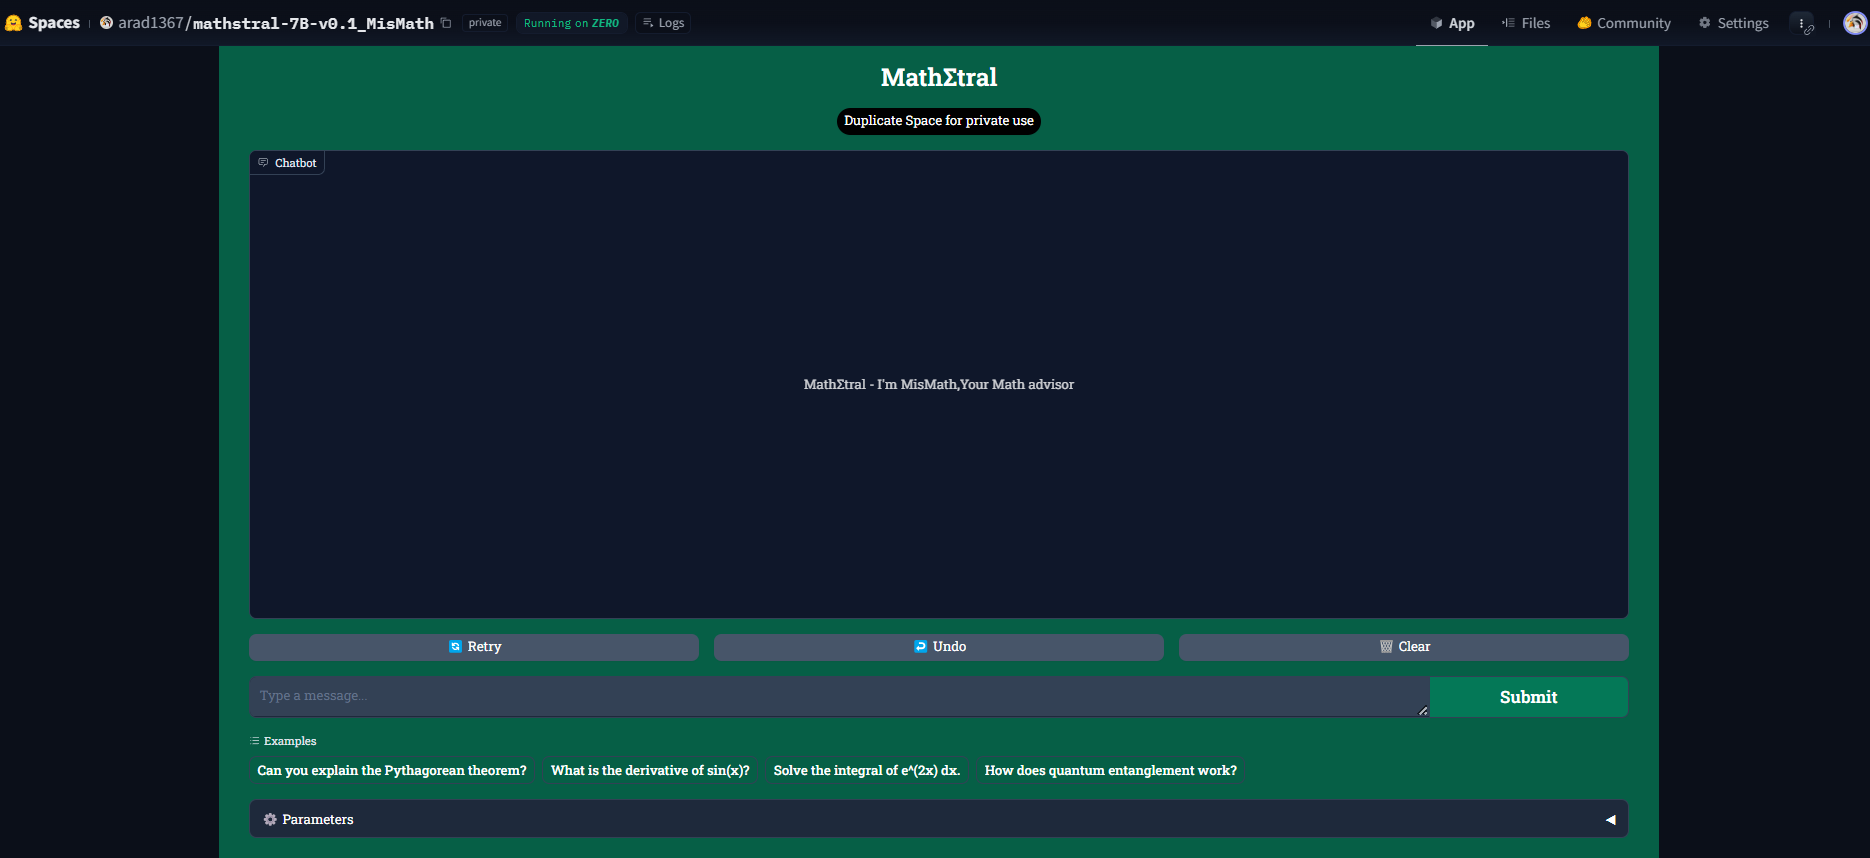 Spaces arad1367/mathstral-7B-v0.1_MisMath private Running on ZERO Logs App Files Community Settings
MathΣtral
Duplicate Space for private use
Chatbot
MathΣtral - I'm MisMath,Your Math advisor
Retry Undo Clear
Type a message... Submit
Examples
Can you explain the Pythagorean theorem? What is the derivative of sin(x)? Solve the integral of e^(2x) dx. How does quantum entanglement work?
Parameters